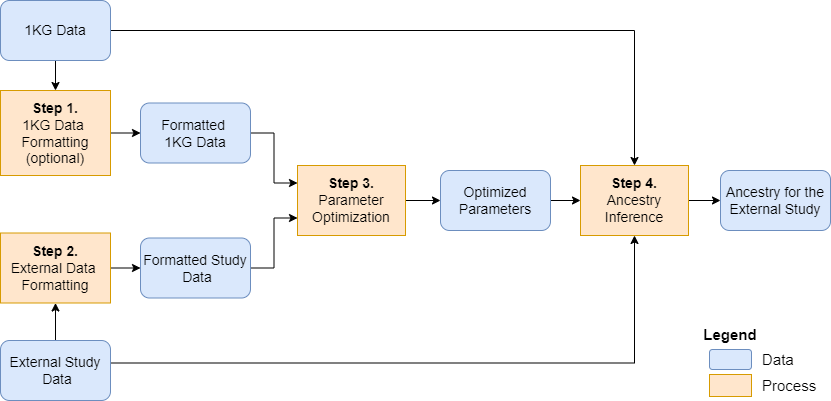 1KG Data
Step 1.
1KG Data
Formatting
(optional)
Formatted
1KG Data
Step 2.
External Data
Formatting
Formatted Study
Data
External Study
Data
Step 3.
Parameter
Optimization
Optimized
Parameters
Step 4.
Ancestry
Inference
Ancestry for the
External Study
Legend
Data
Process